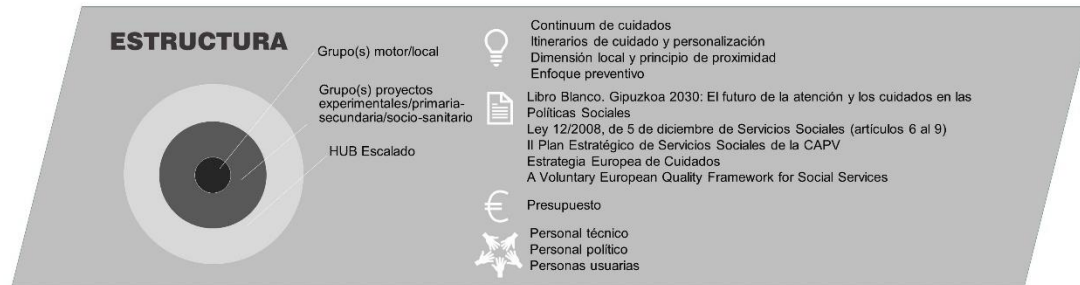 ESTRUCTURA
Grupo(s) motor/local
Grupo(s) proyectos
experimentales/primaria-
secundaria/socio-sanitario
HUB Escalado
Continuum de cuidados
Itinerarios de cuidado y personalización
Dimensión local y principio de proximidad
Enfoque preventivo
Libro Blanco. Gipuzkoa 2030: El futuro de la atención y los cuidados en las
Políticas Sociales
Ley 12/2008, de 5 de diciembre de Servicios Sociales (artículos 6 al 9)
II Plan Estratégico de Servicios Sociales de la CAPV
Estrategia Europea de Cuidados
A Voluntary European Quality Framework for Social Services
€
Presupuesto
Personal técnico
Personal político
Personas usuarias